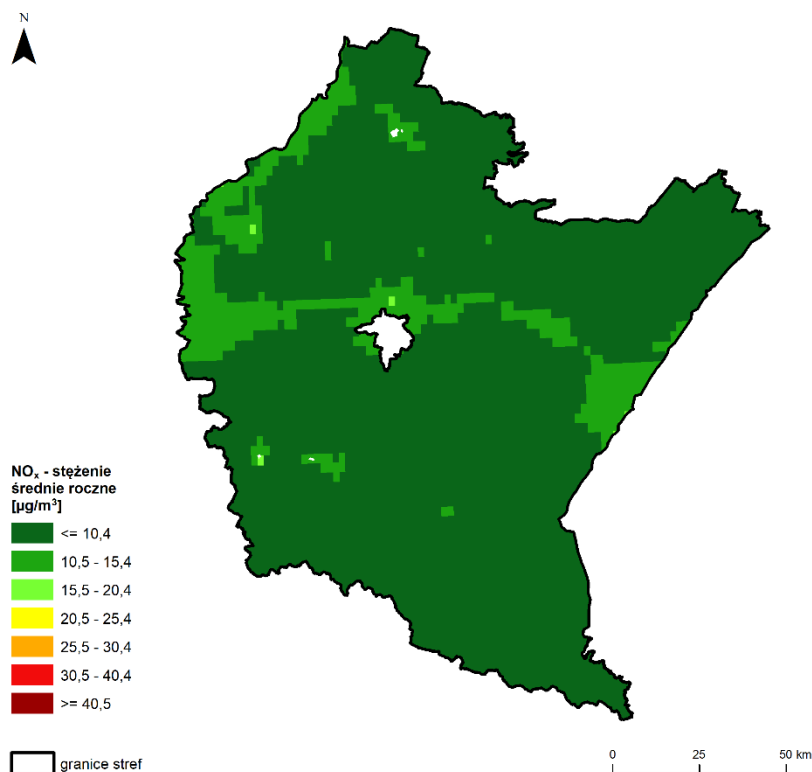 N
NOₓ - stężenie
średnie roczne
[µg/m³]
<= 10,4
10,5 - 15,4
15,5 - 20,4
20,5 - 25,4
25,5 - 30,4
30,5 - 40,4
>= 40,5
granice stref
0 25 50 km